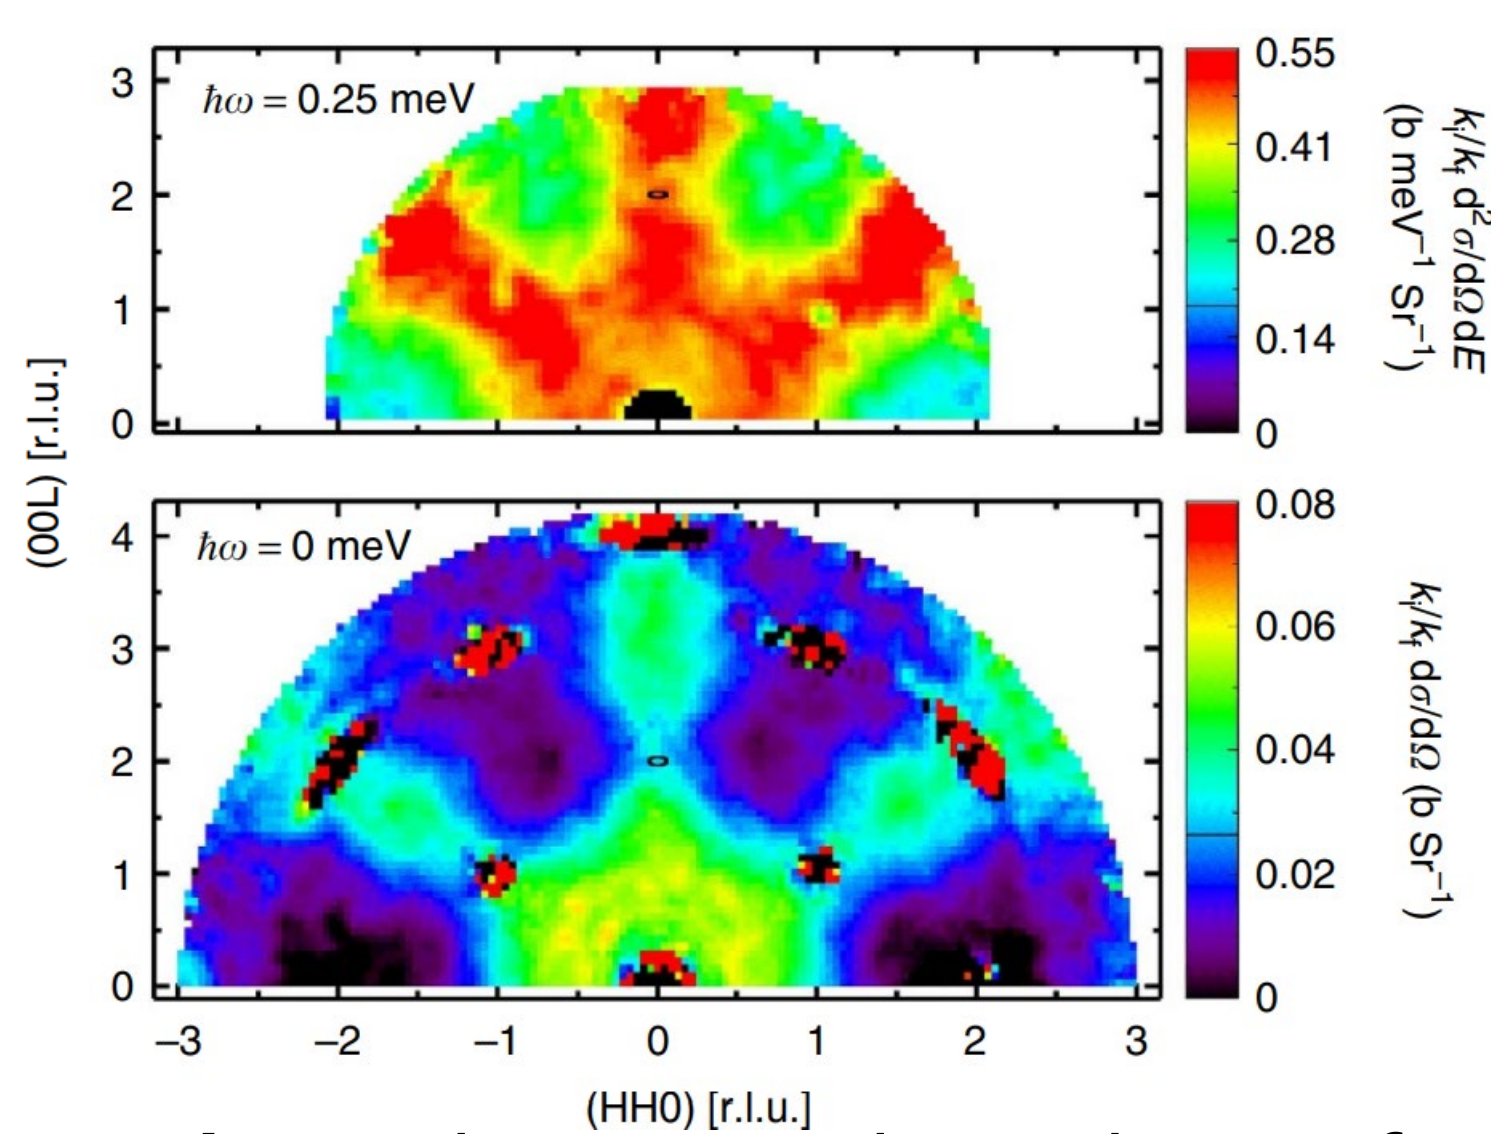 ħω = 0.25 meV
3
2
1
0
0.55
0.41
0.28
0.14
0
kᵢ/k_f d²σ/dΩdE
(b meV⁻¹ Sr⁻¹)
(00L) [r.l.u.]
ħω = 0 meV
4
3
2
1
0
0.08
0.06
0.04
0.02
0
kᵢ/k_f dσ/dΩ (b Sr⁻¹)
–3 –2 –1 0 1 2 3
(HH0) [r.l.u.]